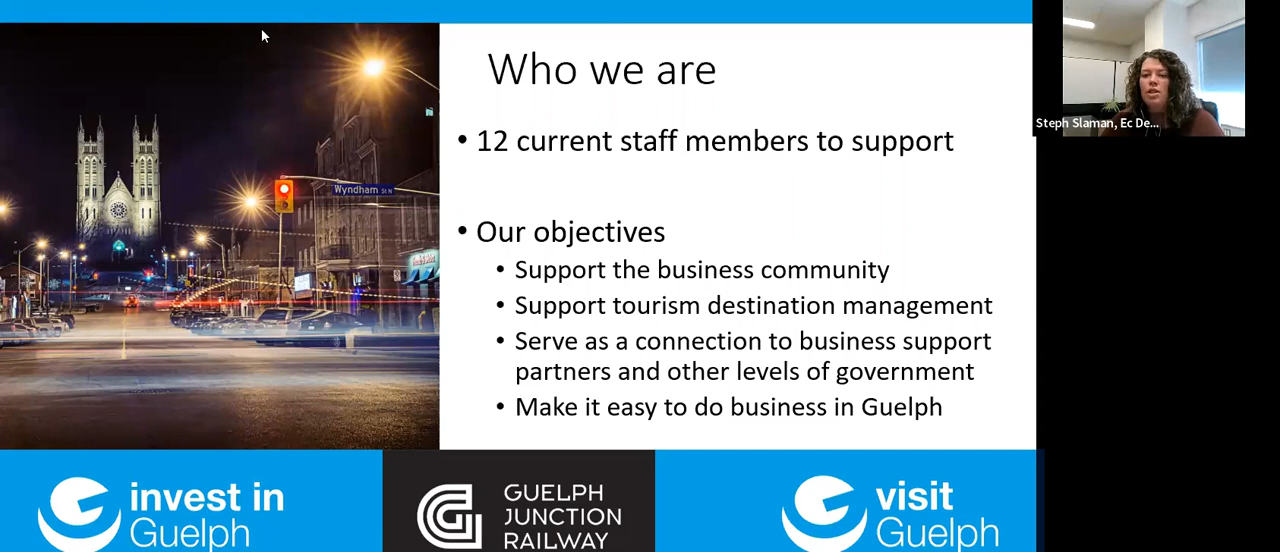 Who we are
• 12 current staff members to support
• Our objectives
• Support the business community
• Support tourism destination management
• Serve as a connection to business support
partners and other levels of government
• Make it easy to do business in Guelph
Wyndham St N
Steph Slaman, Ec De...
invest in
Guelph
GUELPH
JUNCTION
RAILWAY
visit
Guelph